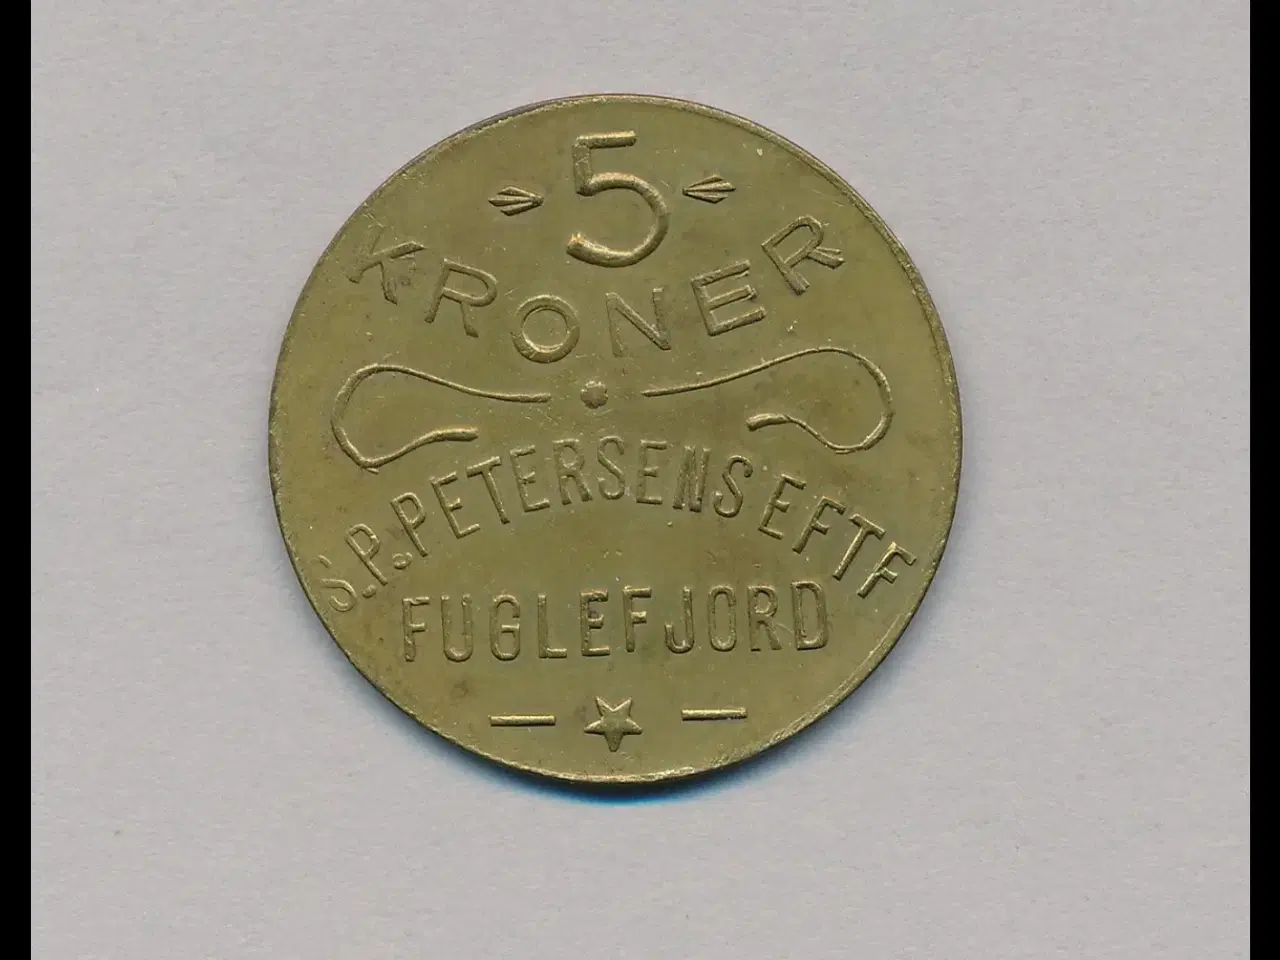 5
KRONER
S.P. PETERSENS EFTF
FUGLEFJORD